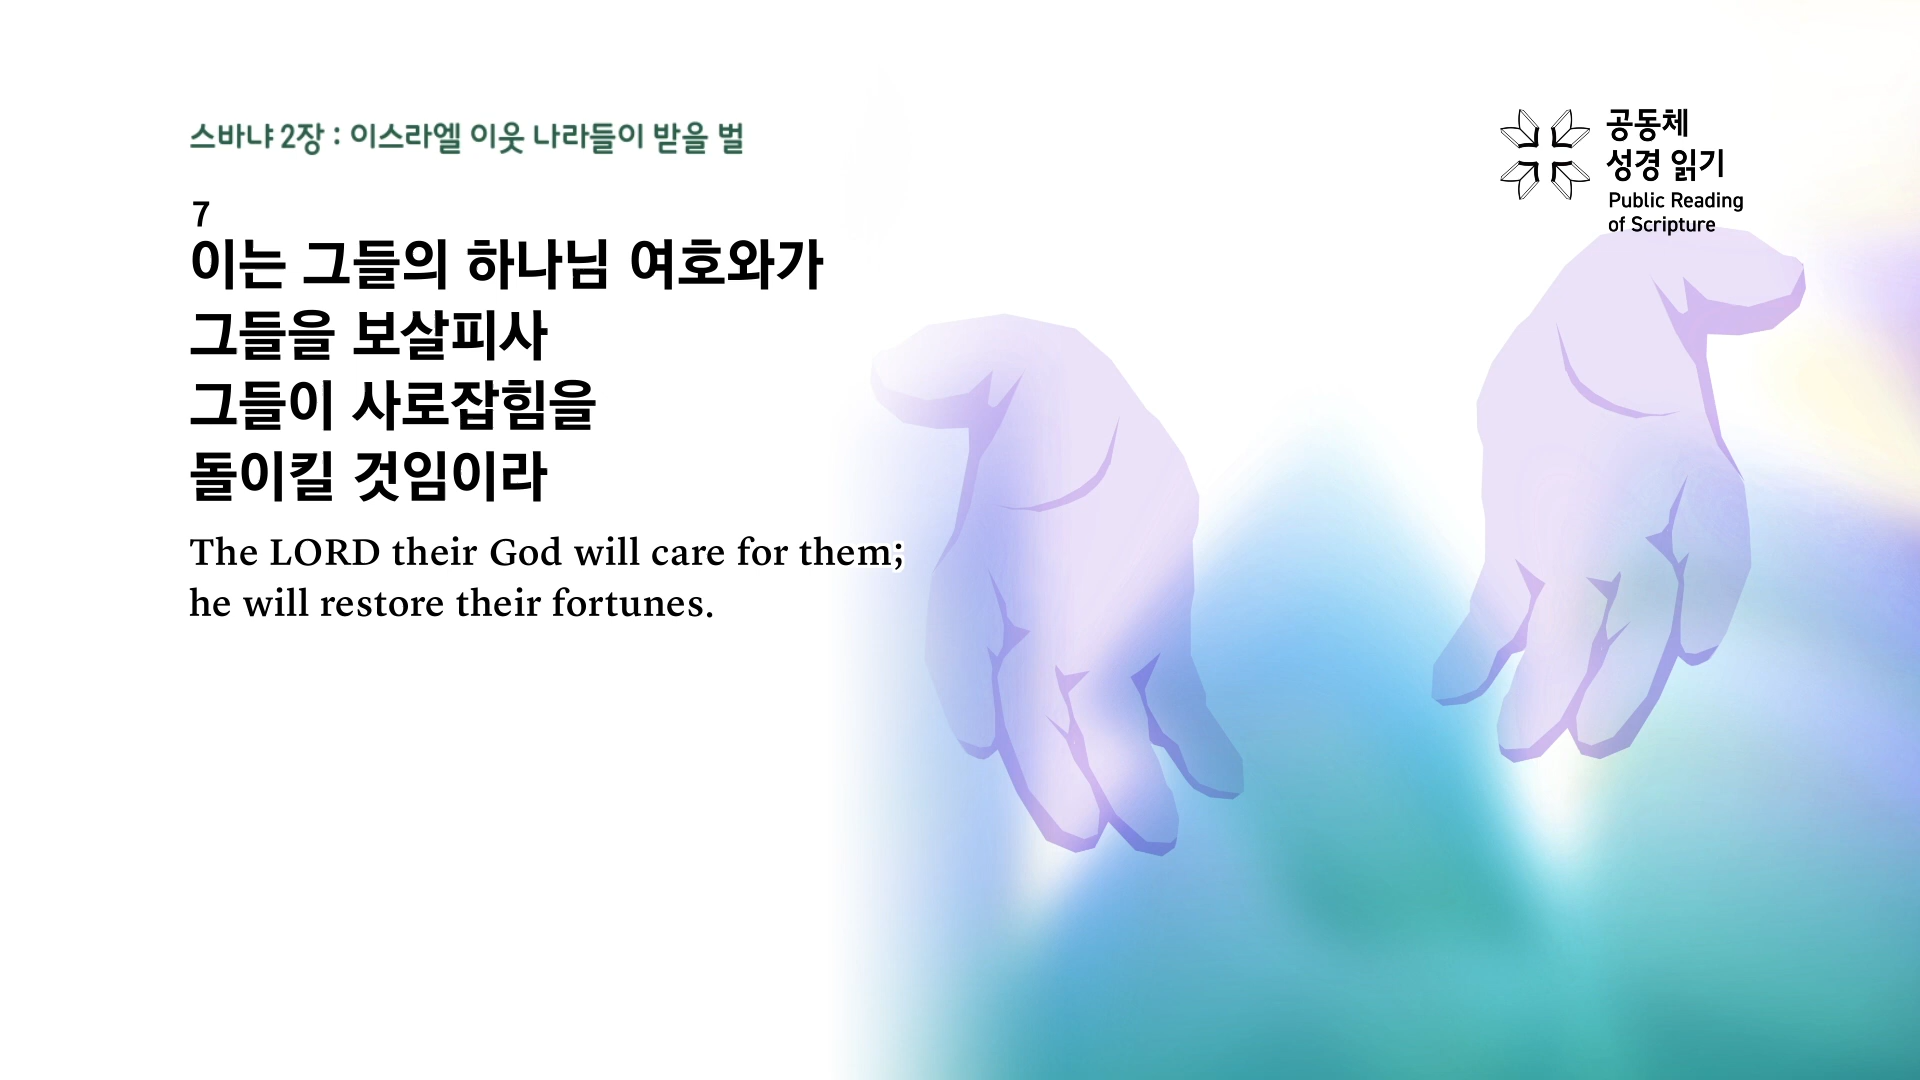 스바냐 2장 : 이스라엘 이웃 나라들이 받을 벌
공동체
성경 읽기
Public Reading
of Scripture
7
이는 그들의 하나님 여호와가
그들을 보살피사
그들이 사로잡힘을
돌이킬 것임이라
The LORD their God will care for them;
he will restore their fortunes.